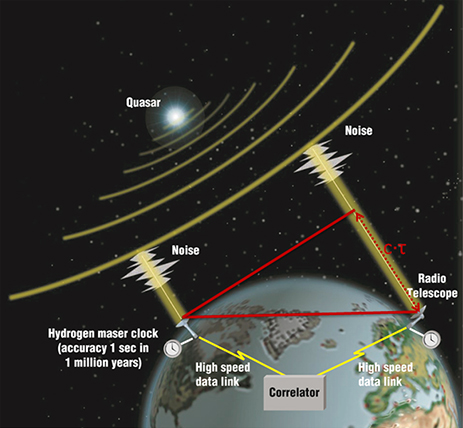 Quasar
Noise
Noise
c·τ
Radio
Telescope
Hydrogen maser clock
(accuracy 1 sec in
1 million years)
High speed
data link
High speed
data link
Correlator